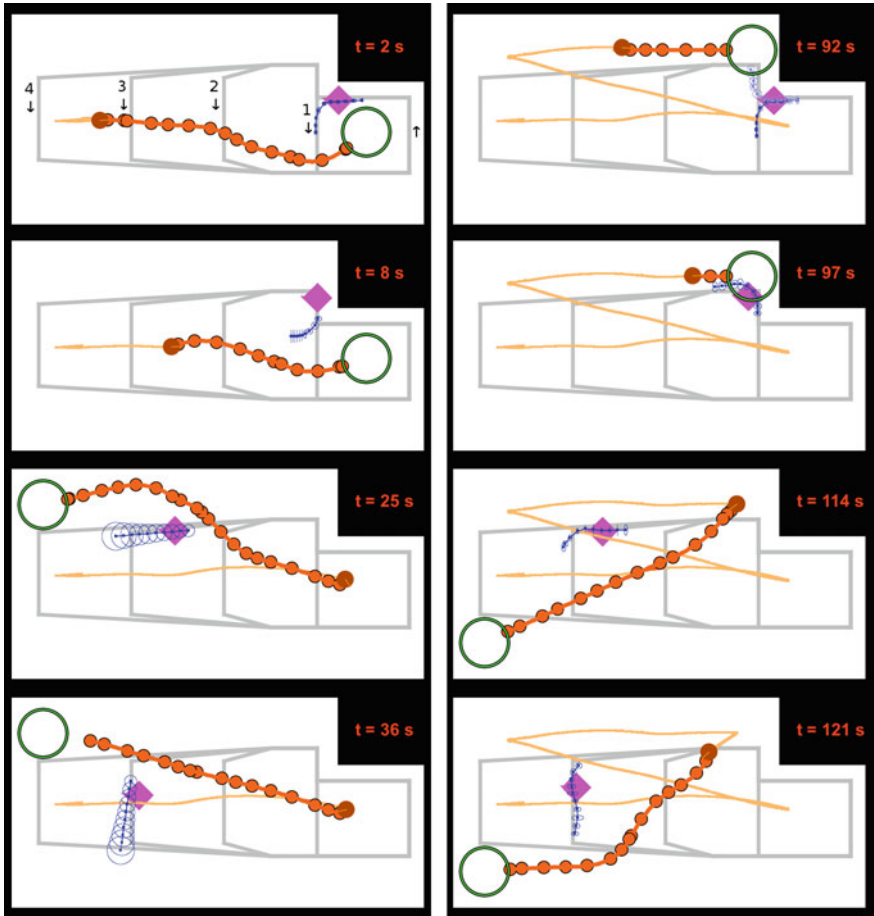 t = 2 s
4
3
2
1
↓
↓
↓
↓
↑
t = 8 s
t = 25 s
t = 36 s
t = 92 s
t = 97 s
t = 114 s
t = 121 s